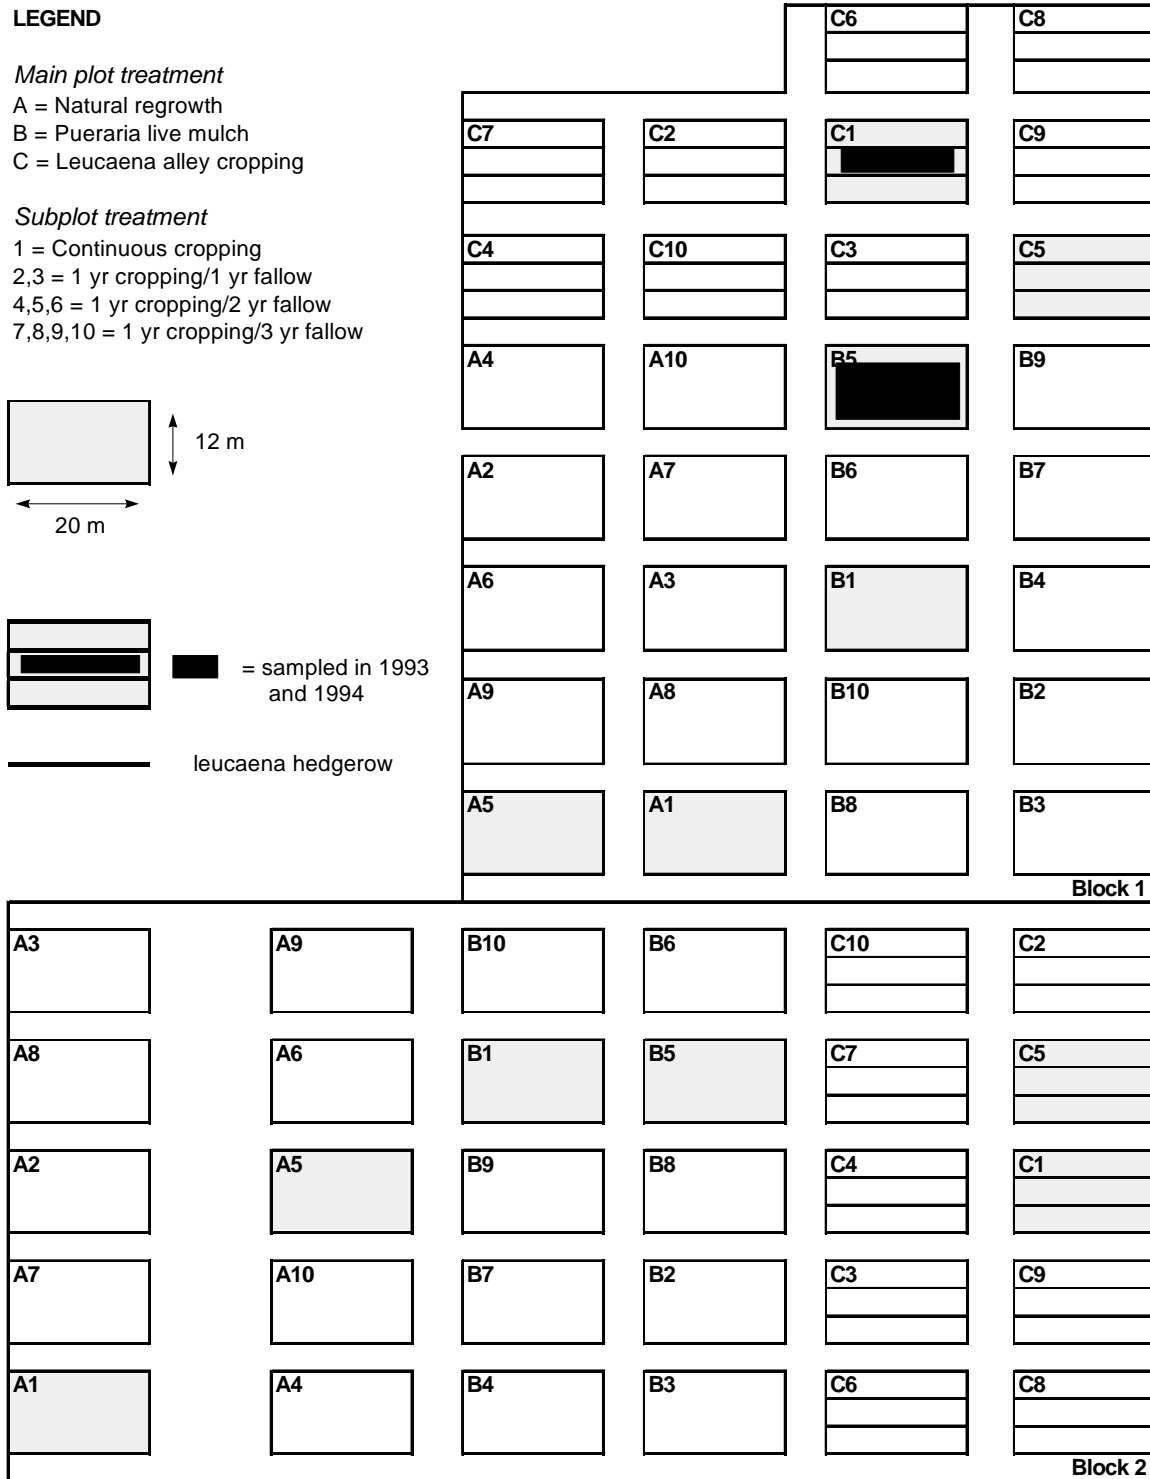 LEGEND
Main plot treatment
A = Natural regrowth
B = Pueraria live mulch
C = Leucaena alley cropping
Subplot treatment
1 = Continuous cropping
2,3 = 1 yr cropping/1 yr fallow
4,5,6 = 1 yr cropping/2 yr fallow
7,8,9,10 = 1 yr cropping/3 yr fallow
12 m
20 m
= sampled in 1993
and 1994
leucaena hedgerow
C6 C8
C7 C2 C1 C9
C4 C10 C3 C5
A4 A10 B5 B9
A2 A7 B6 B7
A6 A3 B1 B4
A9 A8 B10 B2
A5 A1 B8 B3
Block 1
A3 A9 B10 B6 C10 C2
A8 A6 B1 B5 C7 C5
A2 A5 B9 B8 C4 C1
A7 A10 B7 B2 C3 C9
A1 A4 B4 B3 C6 C8
Block 2